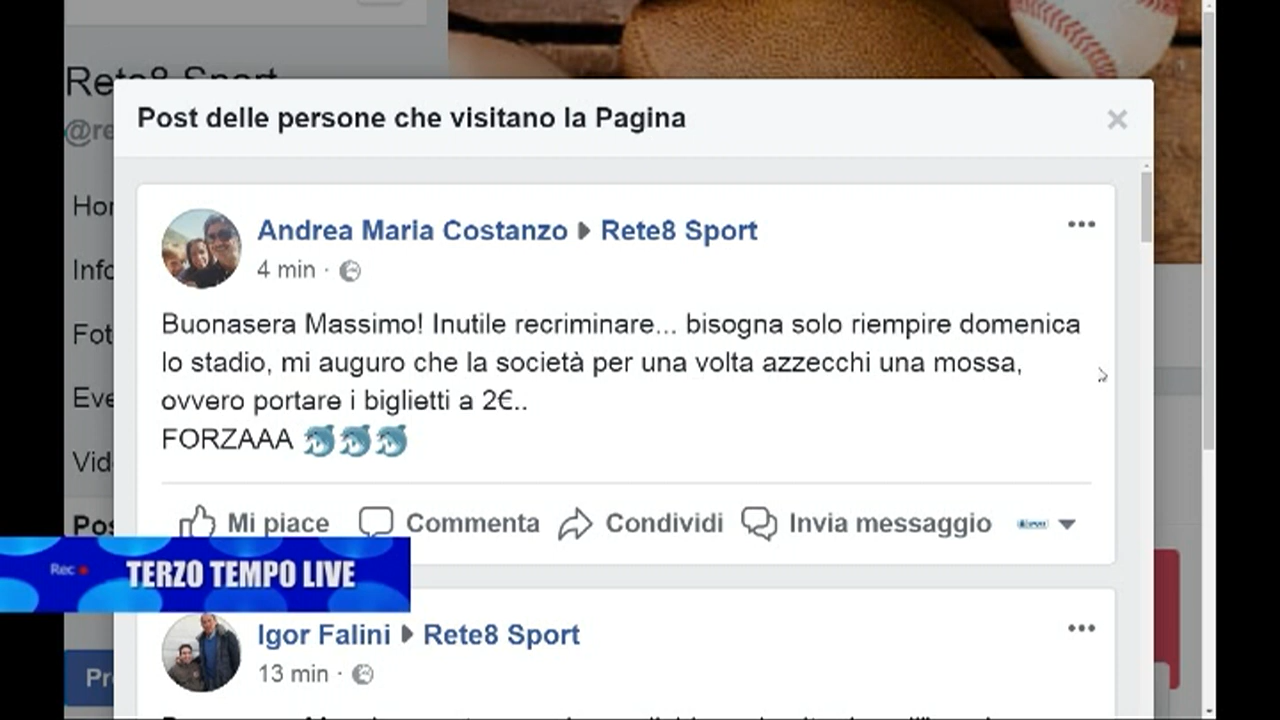 Rete8 Sport
Post delle persone che visitano la Pagina
Andrea Maria Costanzo Rete8 Sport
4 min ·
Buonasera Massimo! Inutile recriminare... bisogna solo riempire domenica
lo stadio, mi auguro che la società per una volta azzecchi una mossa,
ovvero portare i biglietti a 2€..
FORZAAA 🐬🐬🐬
Mi piace Commenta Condividi Invia messaggio
Rec TERZO TEMPO LIVE
Igor Falini Rete8 Sport
13 min ·